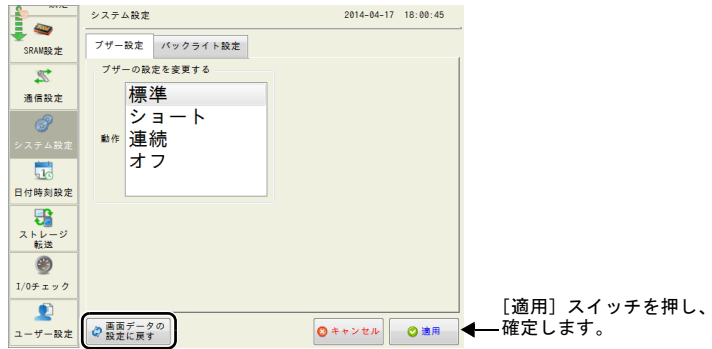 システム設定
2014-04-17 18:00:45
SRAM設定
通信設定
システム設定
日付時刻設定
ストレージ
転送
I/Oチェック
ユーザー設定
ブザー設定
バックライト設定
ブザーの設定を変更する
動作
標準
ショート
連続
オフ
画面データの
設定に戻す
キャンセル
適用
［適用］スイッチを押し、
確定します。